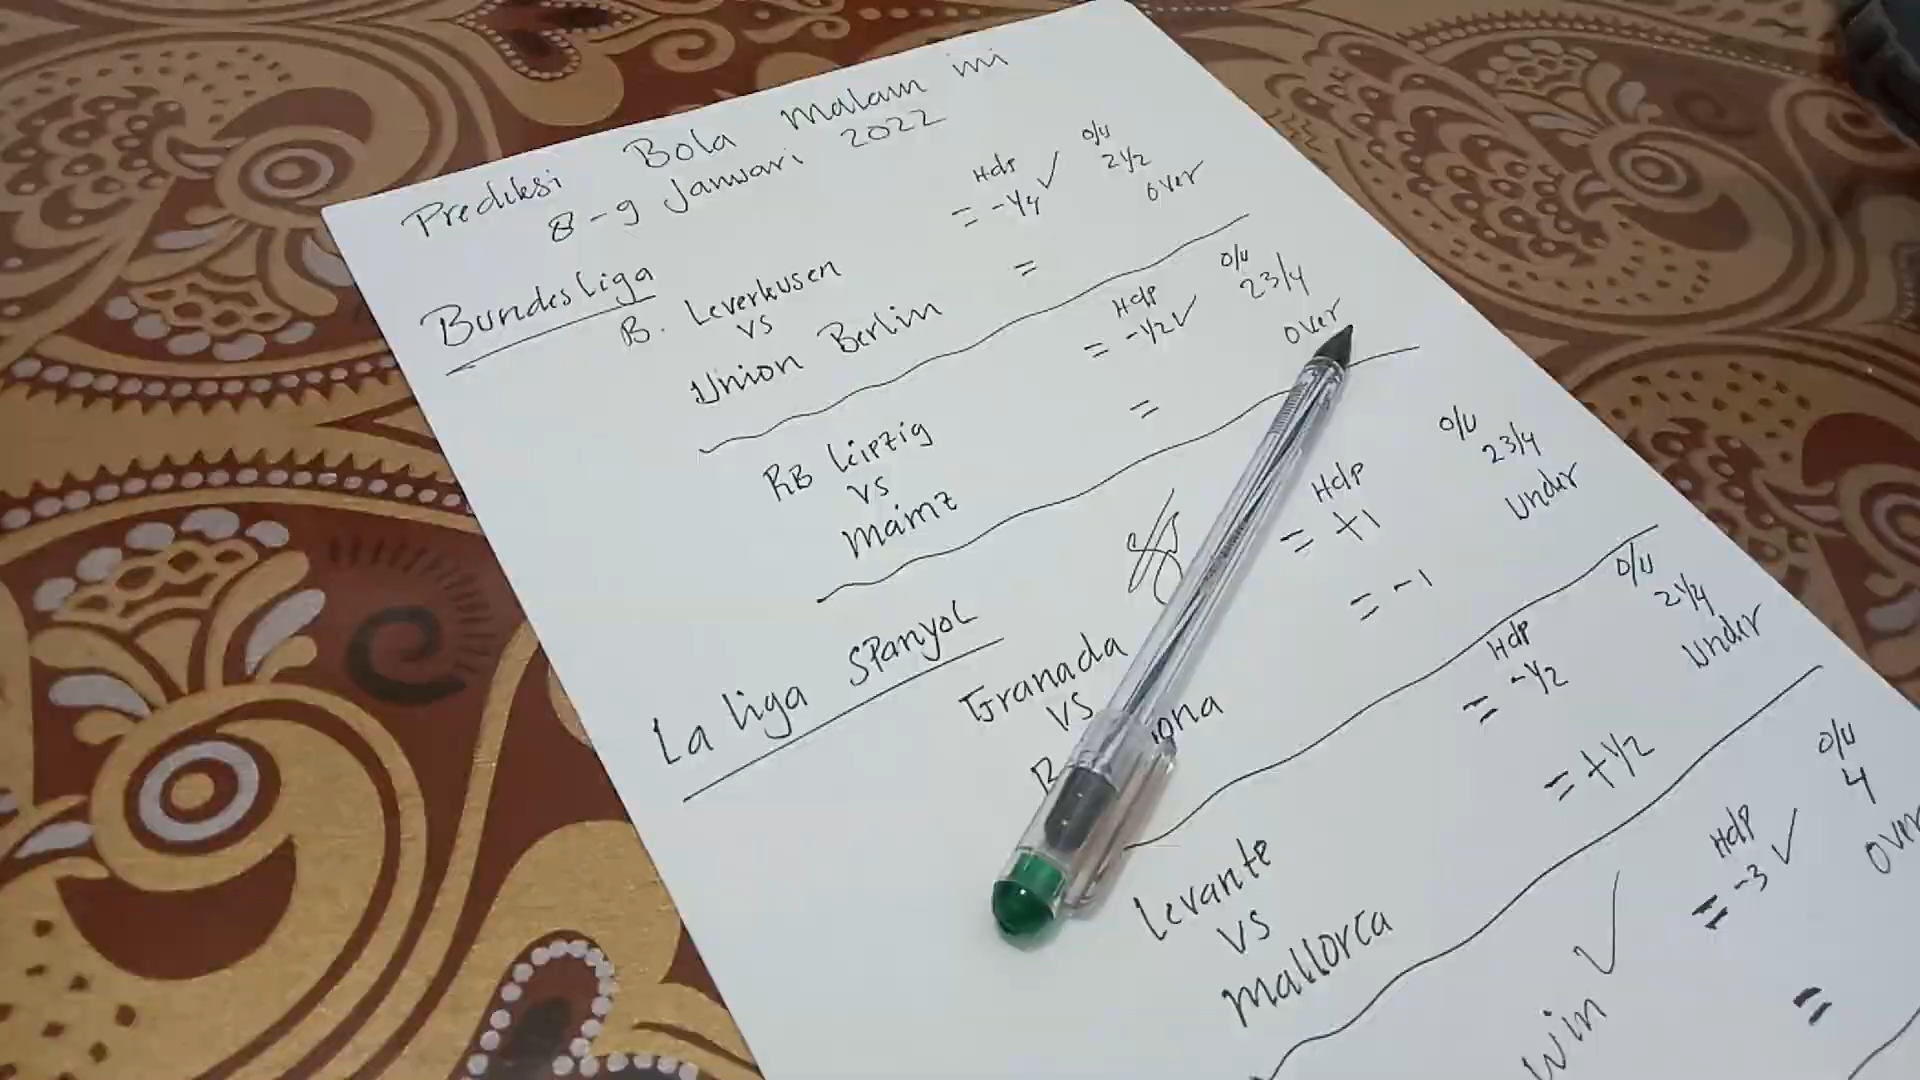 Prediksi Bola Malam ini
8-9 Januari 2022
Bundesliga
B. Leverkusen = -1/4 ✓
vs
Union Berlin =
Hdp
O/U
2 1/2
Over
RB Leipzig = -1/2 ✓
vs
Mainz =
Hdp
O/U
2 3/4
Over
La liga Spanyol
Granada = +1
vs
ona = -1
Hdp
O/U
2 3/4
Under
Levante = -1/2
vs
Mallorca = +1/2
Hdp
O/U
2 1/4
Under
Win ✓
Hdp
= -3 ✓
=
O/U
4
Over